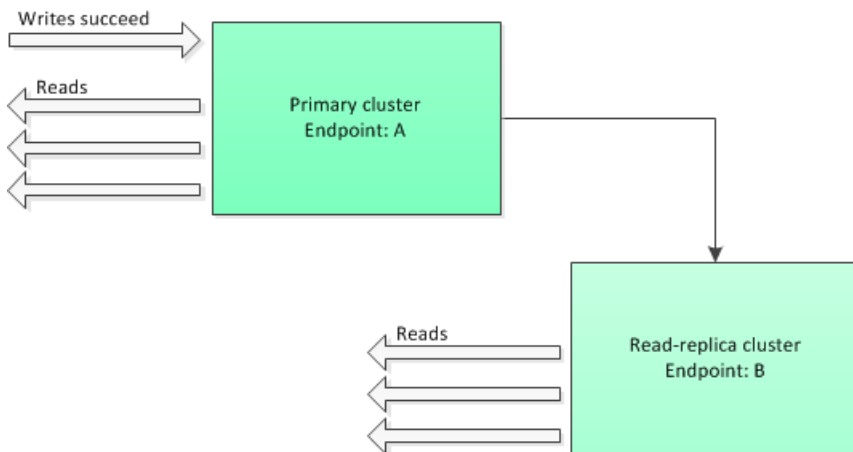 Writes succeed
Reads
Primary cluster
Endpoint: A
Reads
Read-replica cluster
Endpoint: B